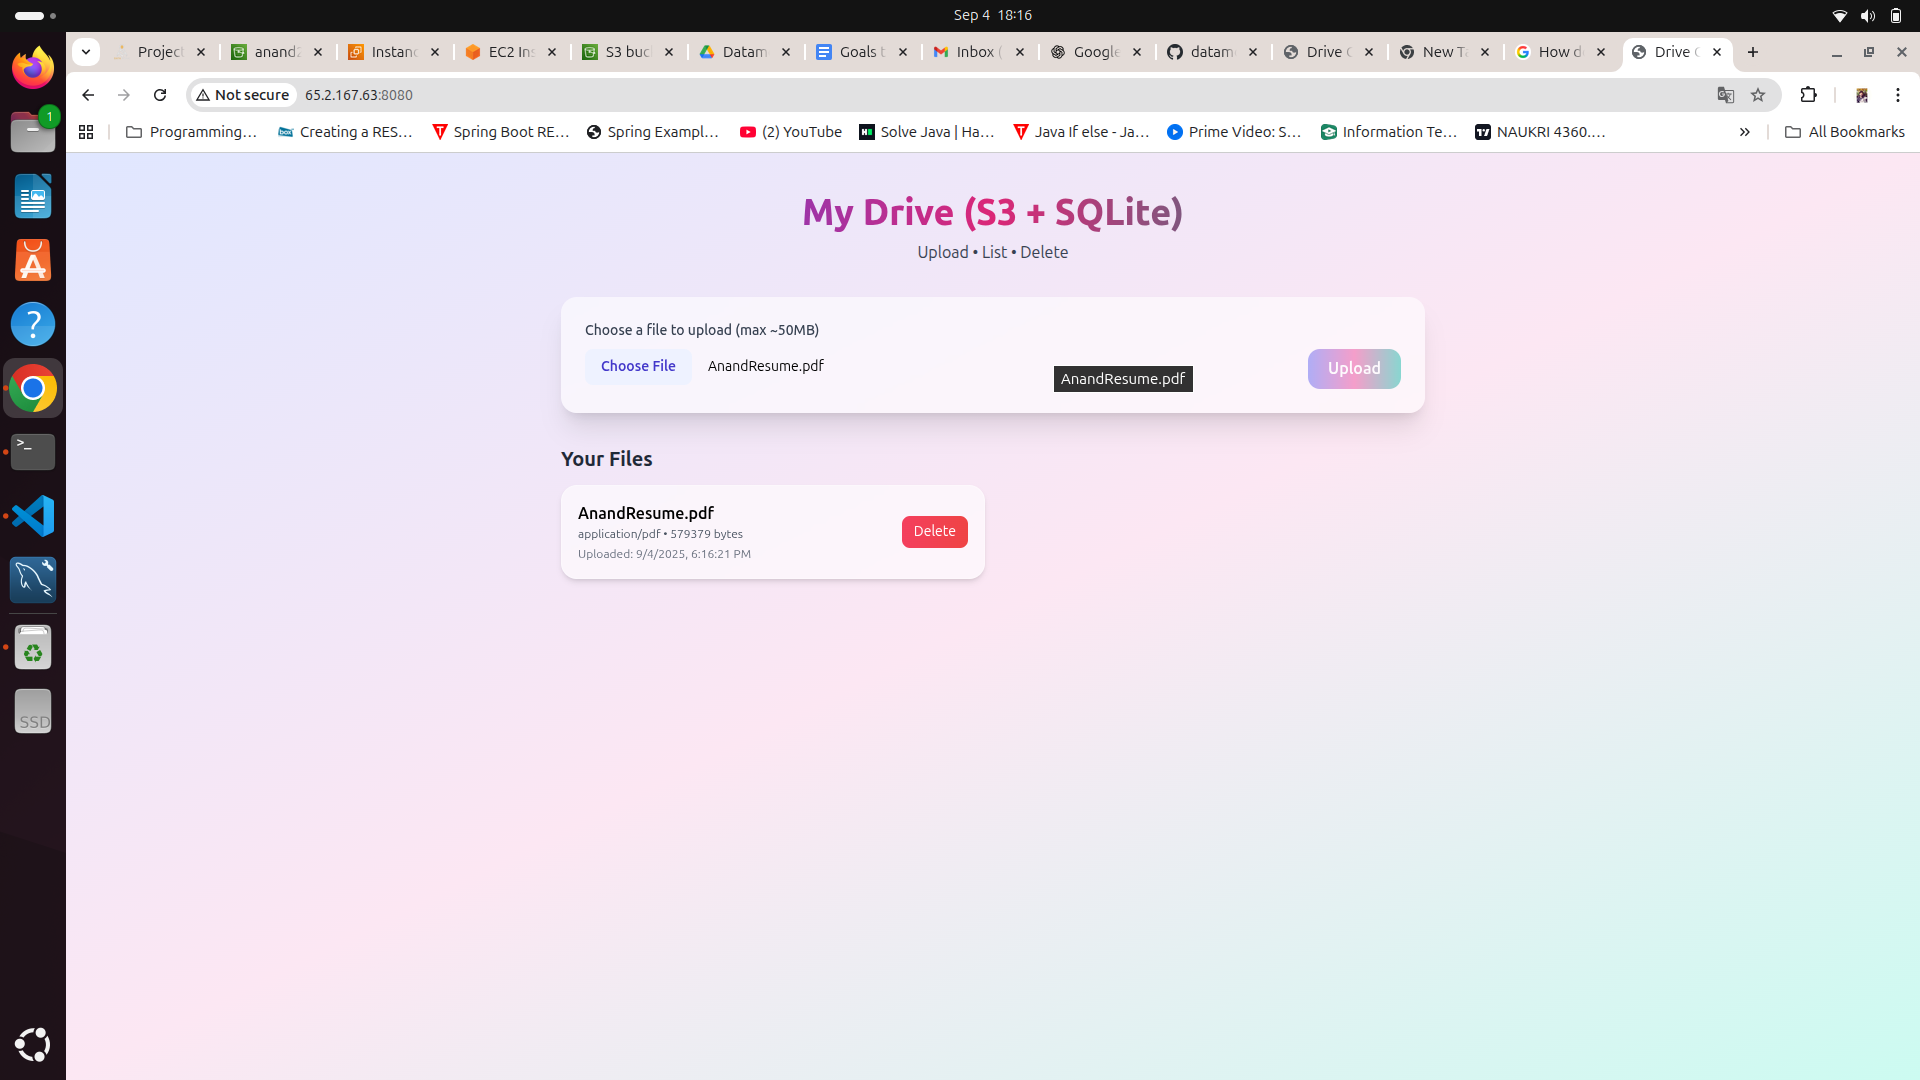 Sep 4 18:16
Project
anand2
Instanc
EC2 Ins
S3 buc
Datam
Goals t
Inbox (
Google
datam
Drive C
New Ta
How d
Drive C
Not secure
65.2.167.63:8080
1
Programming…
Creating a RES…
Spring Boot RE…
Spring Exampl…
(2) YouTube
Solve Java | Ha…
Java If else - Ja…
Prime Video: S…
Information Te…
NAUKRI 4360.…
All Bookmarks
My Drive (S3 + SQLite)
Upload • List • Delete
Choose a file to upload (max ~50MB)
Choose File AnandResume.pdf
AnandResume.pdf
Upload
Your Files
AnandResume.pdf
application/pdf • 579379 bytes
Uploaded: 9/4/2025, 6:16:21 PM
Delete
SSD